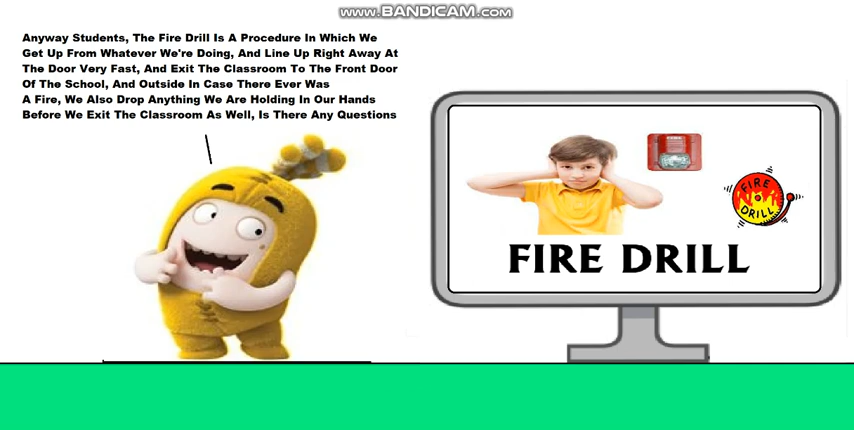 www.BANDICAM.com
Anyway Students, The Fire Drill Is A Procedure In Which We
Get Up From Whatever We're Doing, And Line Up Right Away At
The Door Very Fast, And Exit The Classroom To The Front Door
Of The School, And Outside In Case There Ever Was
A Fire, We Also Drop Anything We Are Holding In Our Hands
Before We Exit The Classroom As Well, Is There Any Questions
FIRE
DRILL
FIRE DRILL